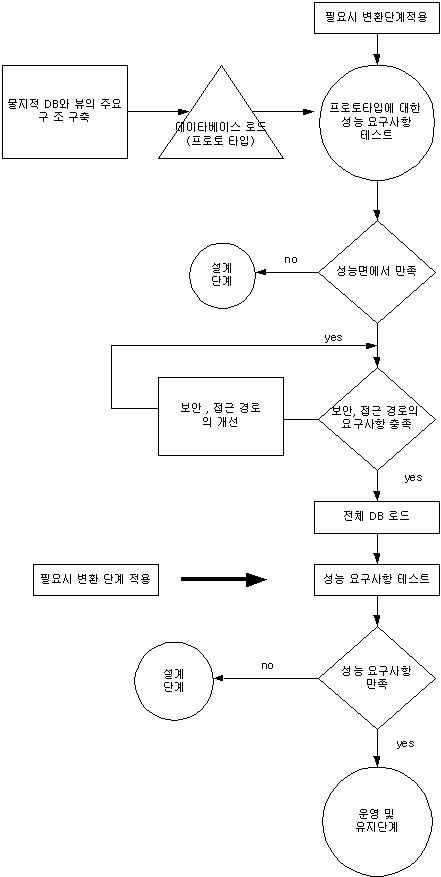 필요시 변환단계적용
물지적 DB와 뷰의 주요
구 조 구축
데이타베이스 로드
(프로토 타입)
프로토타입에 대한
성능 요구사항
테스트
성능면에서 만족
no
설계
단계
yes
보안 , 접근 경로
의 개선
보안, 접근 경로의
요구사항 충족
yes
전체 DB 로드
필요시 변환 단계 적용
성능 요구사항 테스트
성능 요구사항
만족
no
설계
단계
yes
운영 및
유지단계